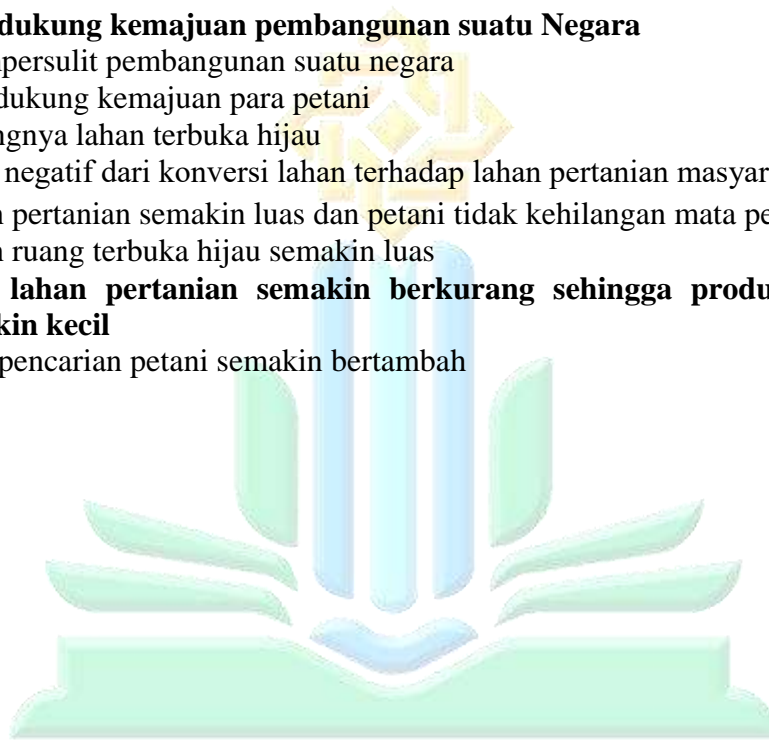 dukung kemajuan pembangunan suatu Negara
persulit pembangunan suatu negara
dukung kemajuan para petani
ngnya lahan terbuka hijau
negatif dari konversi lahan terhadap lahan pertanian masyar
n pertanian semakin luas dan petani tidak kehilangan mata pe
n ruang terbuka hijau semakin luas
lahan pertanian semakin berkurang sehingga produ
kin kecil
pencarian petani semakin bertambah